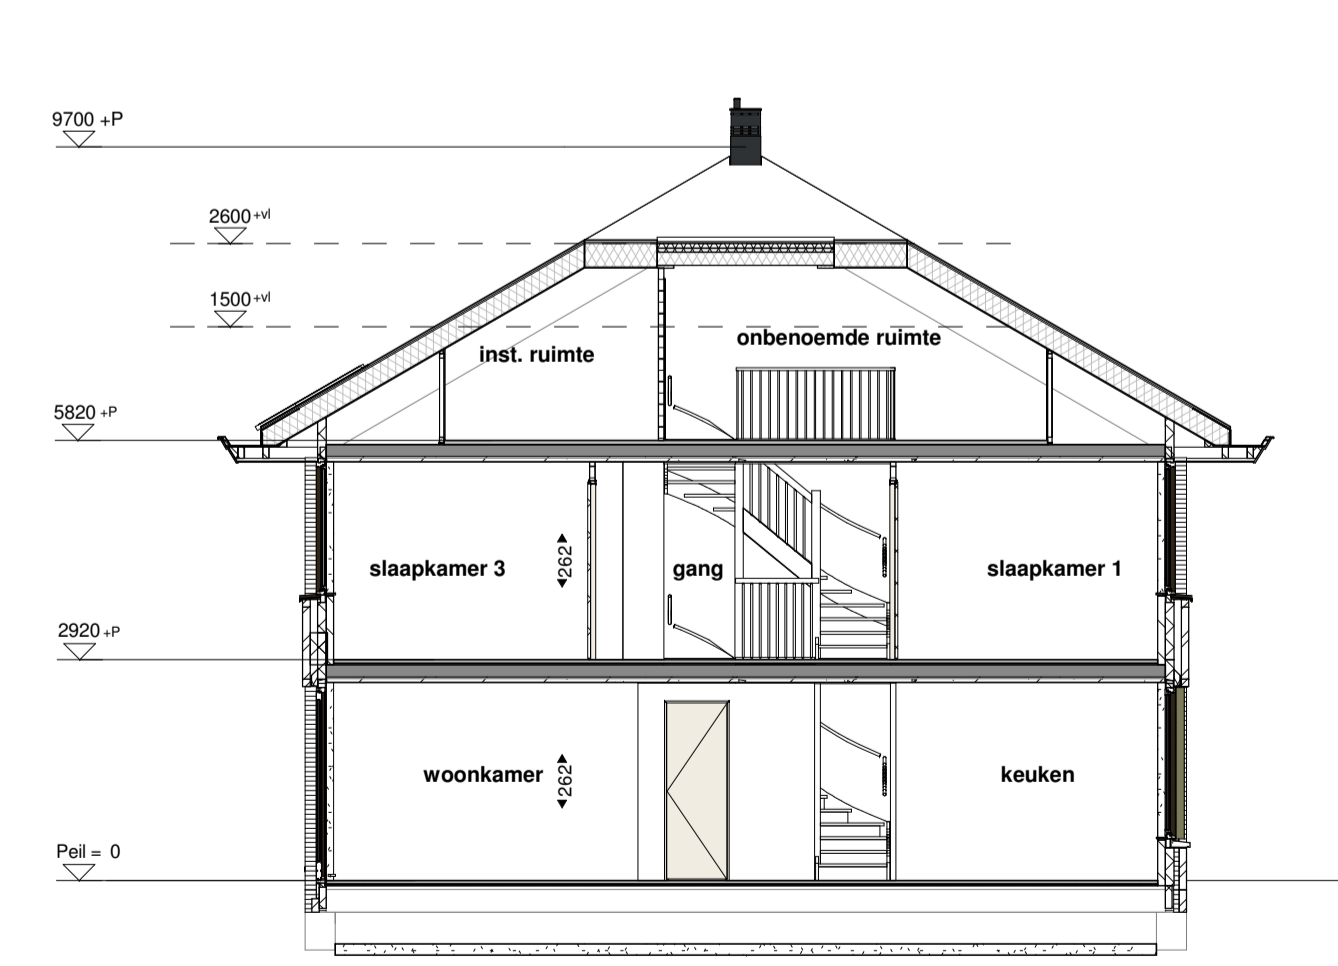 9700 +P
2600+vl
1500+vl
onbenoemde ruimte
inst. ruimte
5820 +P
slaapkamer 3
262
gang
slaapkamer 1
2920 +P
woonkamer
262
keuken
Peil = 0